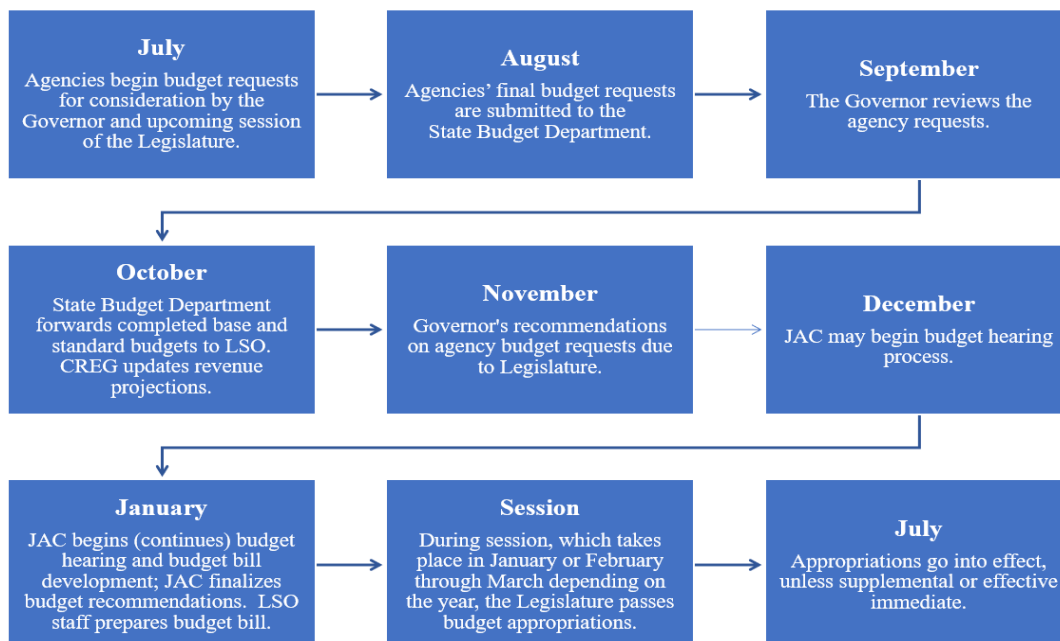 July
Agencies begin budget requests
for consideration by the
Governor and upcoming session
of the Legislature.
August
Agencies’ final budget requests
are submitted to the
State Budget Department.
September
The Governor reviews the
agency requests.
October
State Budget Department
forwards completed base and
standard budgets to LSO.
CREG updates revenue
projections.
November
Governor's recommendations
on agency budget requests due
to Legislature.
December
JAC may begin budget hearing
process.
January
JAC begins (continues) budget
hearing and budget bill
development; JAC finalizes
budget recommendations.  LSO
staff prepares budget bill.
Session
During session, which takes
place in January or February
through March depending on
the year, the Legislature passes
budget appropriations.
July
Appropriations go into effect,
unless supplemental or effective
immediate.